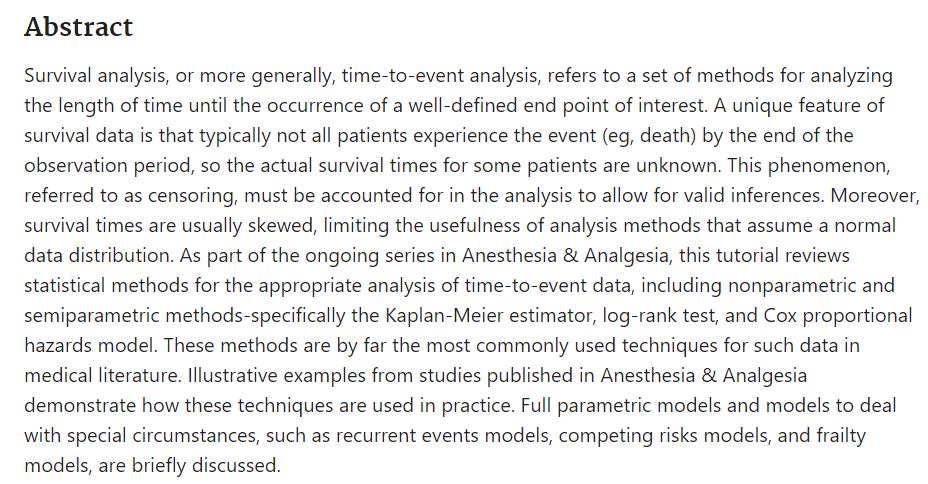 Abstract
Survival analysis, or more generally, time-to-event analysis, refers to a set of methods for analyzing
the length of time until the occurrence of a well-defined end point of interest. A unique feature of
survival data is that typically not all patients experience the event (eg, death) by the end of the
observation period, so the actual survival times for some patients are unknown. This phenomenon,
referred to as censoring, must be accounted for in the analysis to allow for valid inferences. Moreover,
survival times are usually skewed, limiting the usefulness of analysis methods that assume a normal
data distribution. As part of the ongoing series in Anesthesia & Analgesia, this tutorial reviews
statistical methods for the appropriate analysis of time-to-event data, including nonparametric and
semiparametric methods-specifically the Kaplan-Meier estimator, log-rank test, and Cox proportional
hazards model. These methods are by far the most commonly used techniques for such data in
medical literature. Illustrative examples from studies published in Anesthesia & Analgesia
demonstrate how these techniques are used in practice. Full parametric models and models to deal
with special circumstances, such as recurrent events models, competing risks models, and frailty
models, are briefly discussed.